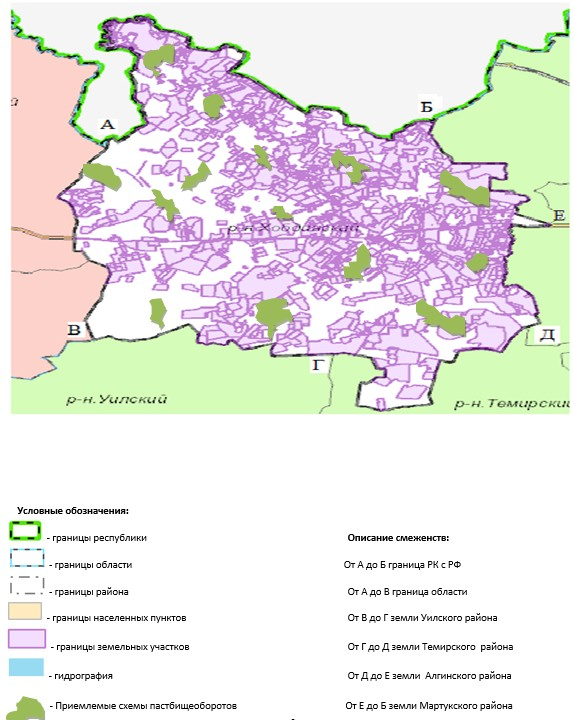 й
А
Б
р-н.Хобдинский
Е
В
Г
Д
р-н.Уилский
р-н.Темирски
Условные обозначения:
- границы республики
Описание смеженств:
- границы области
От А до Б граница РК с РФ
- границы района
От А до В граница области
- границы населенных пунктов
От В до Г земли Уилского района
- границы земельных участков
От Г до Д земли Темирского района
- гидрография
От Д до Е земли Алгинского района
- Приемлемые схемы пастбищеоборотов
От Е до Б земли Мартукского района